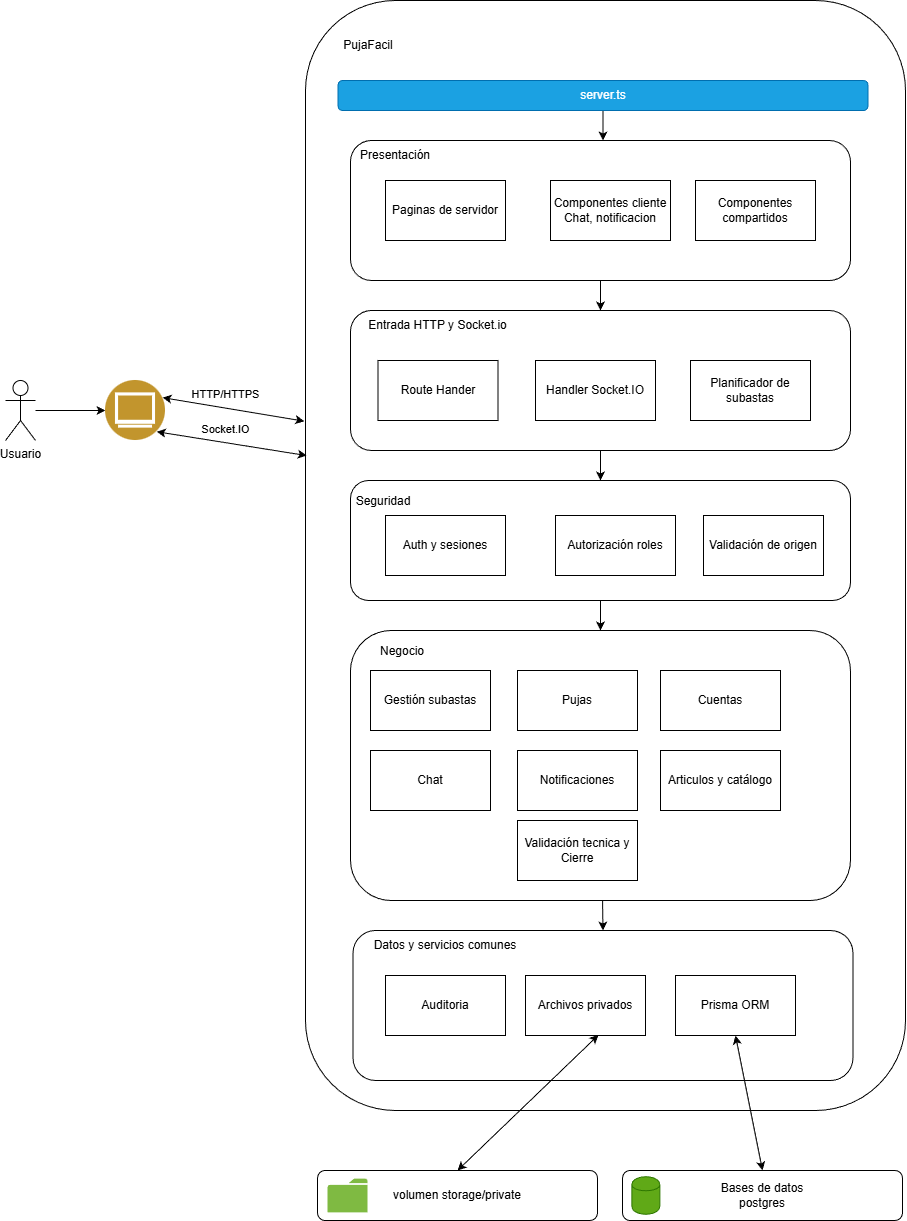 PujaFacil
server.ts
Presentación
Paginas de servidor
Componentes cliente
Chat, notificacion
Componentes
compartidos
Entrada HTTP y Socket.io
Route Hander
Handler Socket.IO
Planificador de
subastas
HTTP/HTTPS
Socket.IO
Usuario
Seguridad
Auth y sesiones
Autorización roles
Validación de origen
Negocio
Gestión subastas
Pujas
Cuentas
Chat
Notificaciones
Articulos y catálogo
Validación tecnica y
Cierre
Datos y servicios comunes
Auditoria
Archivos privados
Prisma ORM
volumen storage/private
Bases de datos
postgres